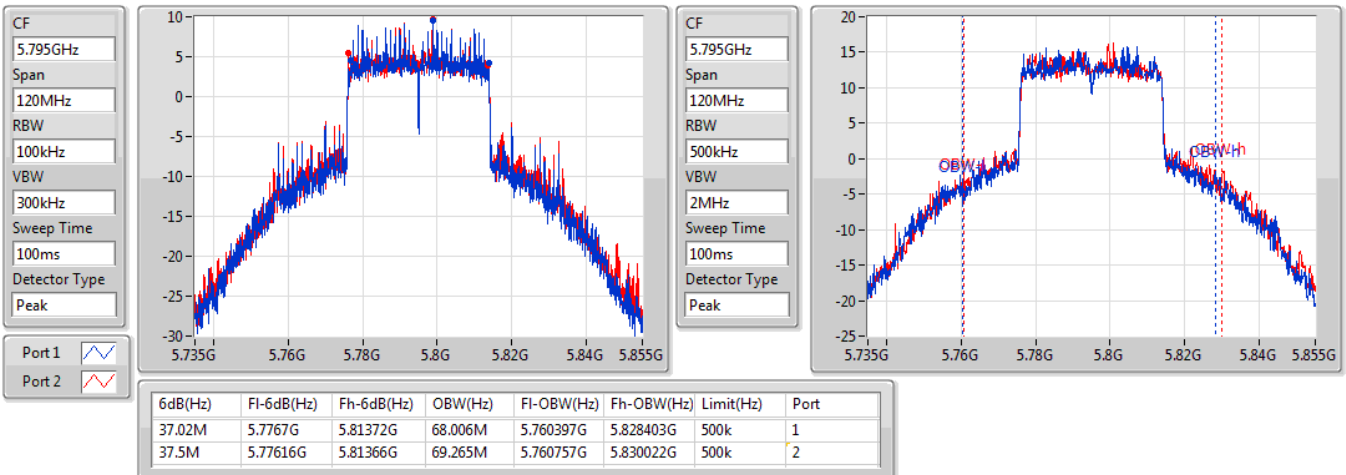 CF
5.795GHz
Span
120MHz
RBW
100kHz
VBW
300kHz
Sweep Time
100ms
Detector Type
Peak
Port 1
Port 2
10
5
0
-5
-10
-15
-20
-25
-30
5.735G 5.76G 5.78G 5.8G 5.82G 5.84G 5.855G
CF
5.795GHz
Span
120MHz
RBW
500kHz
VBW
2MHz
Sweep Time
100ms
Detector Type
Peak
20
15
10
5
0
-5
-10
-15
-20
-25
OBW-h
5.735G 5.76G 5.78G 5.8G 5.82G 5.84G 5.855G
6dB(Hz) Fl-6dB(Hz) Fh-6dB(Hz) OBW(Hz) Fl-OBW(Hz) Fh-OBW(Hz) Limit(Hz) Port
37.02M 5.7767G 5.81372G 68.006M 5.760397G 5.828403G 500k 1
37.5M 5.77616G 5.81366G 69.265M 5.760757G 5.830022G 500k 2